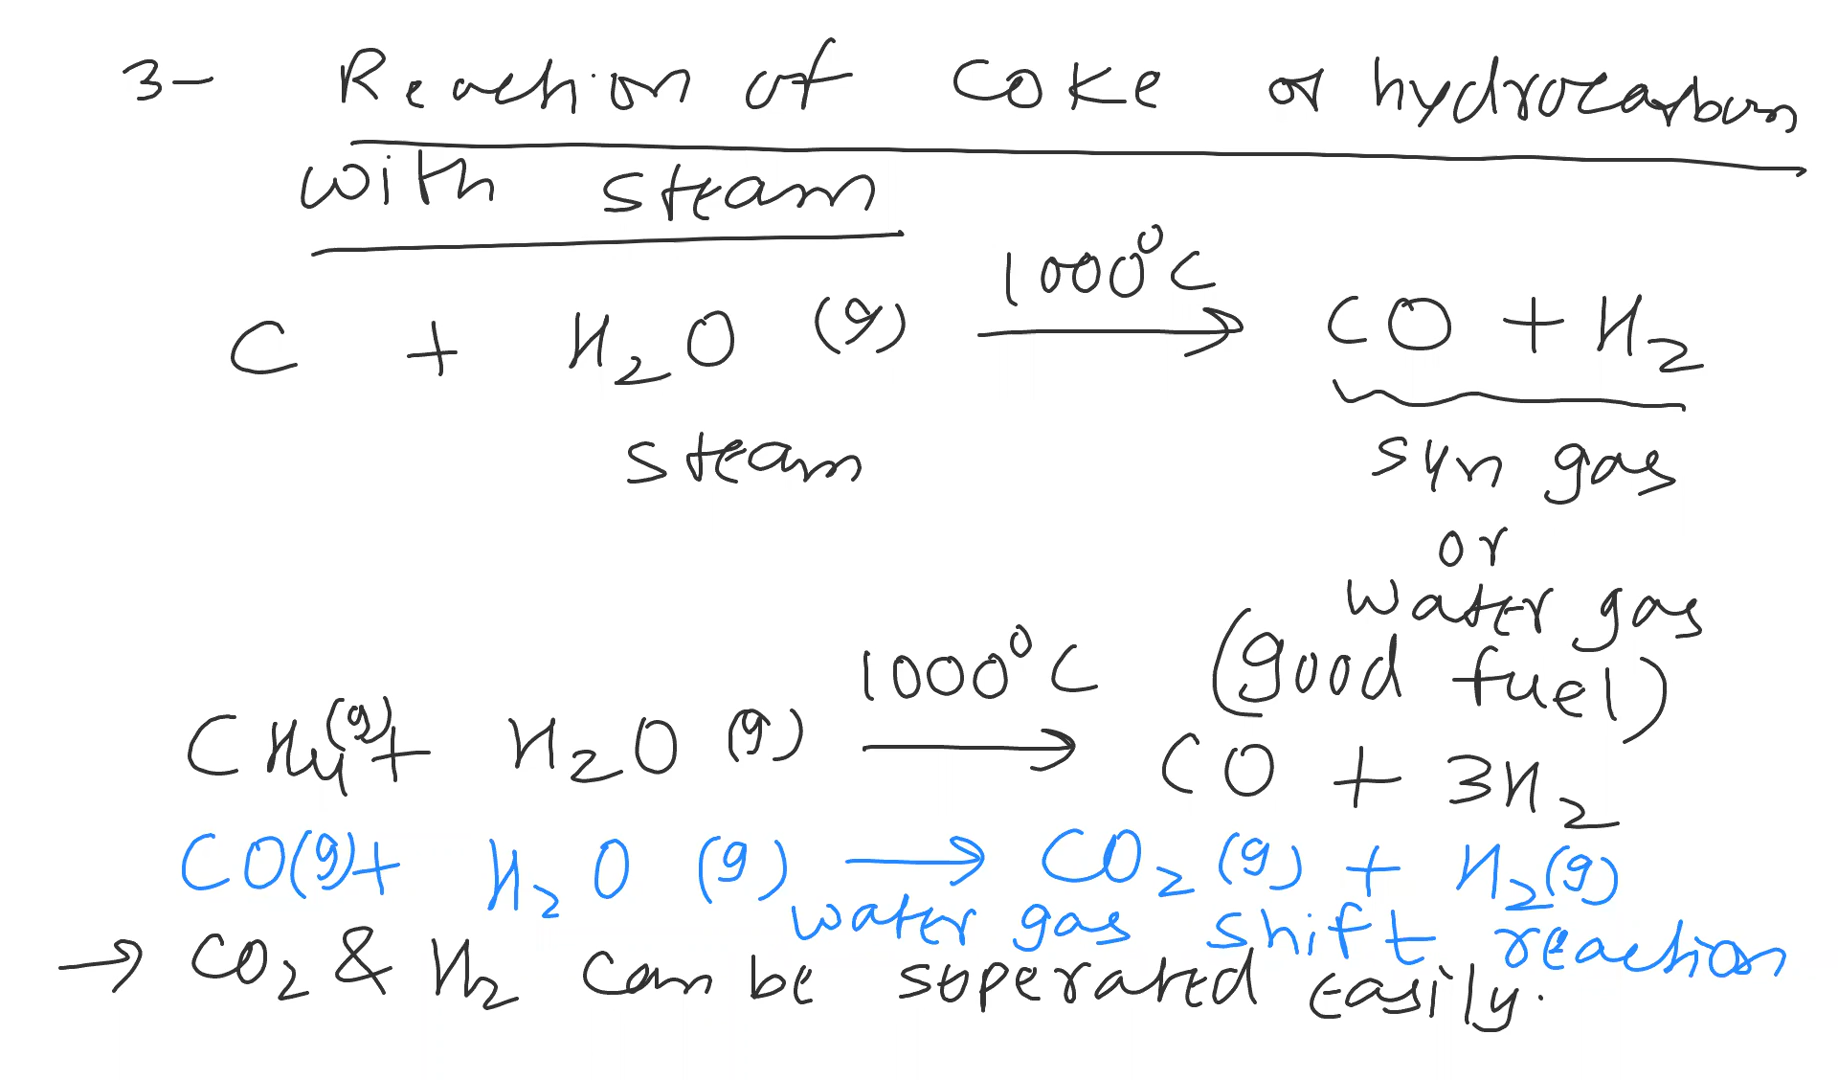 3- Reaction of coke or hydrocarbon
with steam
C + H₂O (g) 1000°C → CO + H₂
steam syn gas
or
water gas
(good fuel)
CH₄(g) + H₂O (g) 1000°C → CO + 3H₂
CO(g) + H₂O (g) → CO₂ (g) + H₂(g)
water gas shift reaction
→ CO₂ & H₂ can be seperated easily.